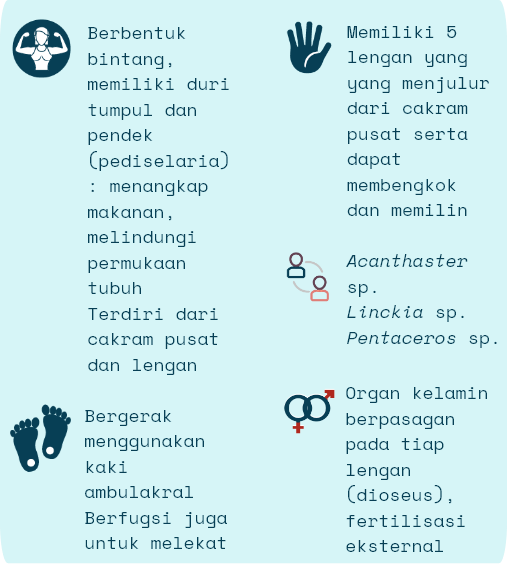 Berbentuk
bintang,
memiliki duri
tumpul dan
pendek
(pediselaria)
: menangkap
makanan,
melindungi
permukaan
tubuh
Terdiri dari
cakram pusat
dan lengan
Bergerak
menggunakan
kaki
ambulakral
Berfugsi juga
untuk melekat
Memiliki 5
lengan yang
yang menjulur
dari cakram
pusat serta
dapat
membengkok
dan memilin
Acanthaster
sp.
Linckia sp.
Pentaceros sp.
Organ kelamin
berpasagan
pada tiap
lengan
(dioseus),
fertilisasi
eksternal